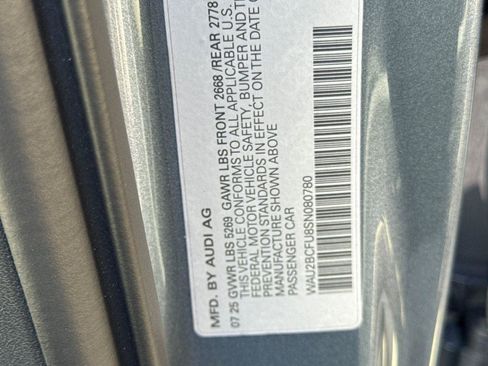 MFD. BY AUDI AG
07 25 GVWR LBS 5269 GAWR LBS FRONT 2668 /REAR 2778
THIS VEHICLE CONFORMS TO ALL APPLICABLE U.S.
FEDERAL MOTOR VEHICLE SAFETY, BUMPER AND
PREVENTION STANDARDS IN EFFECT ON THE DATE
MANUFACTURE SHOWN ABOVE
PASSENGER CAR
WAU2BCFU8SN080780